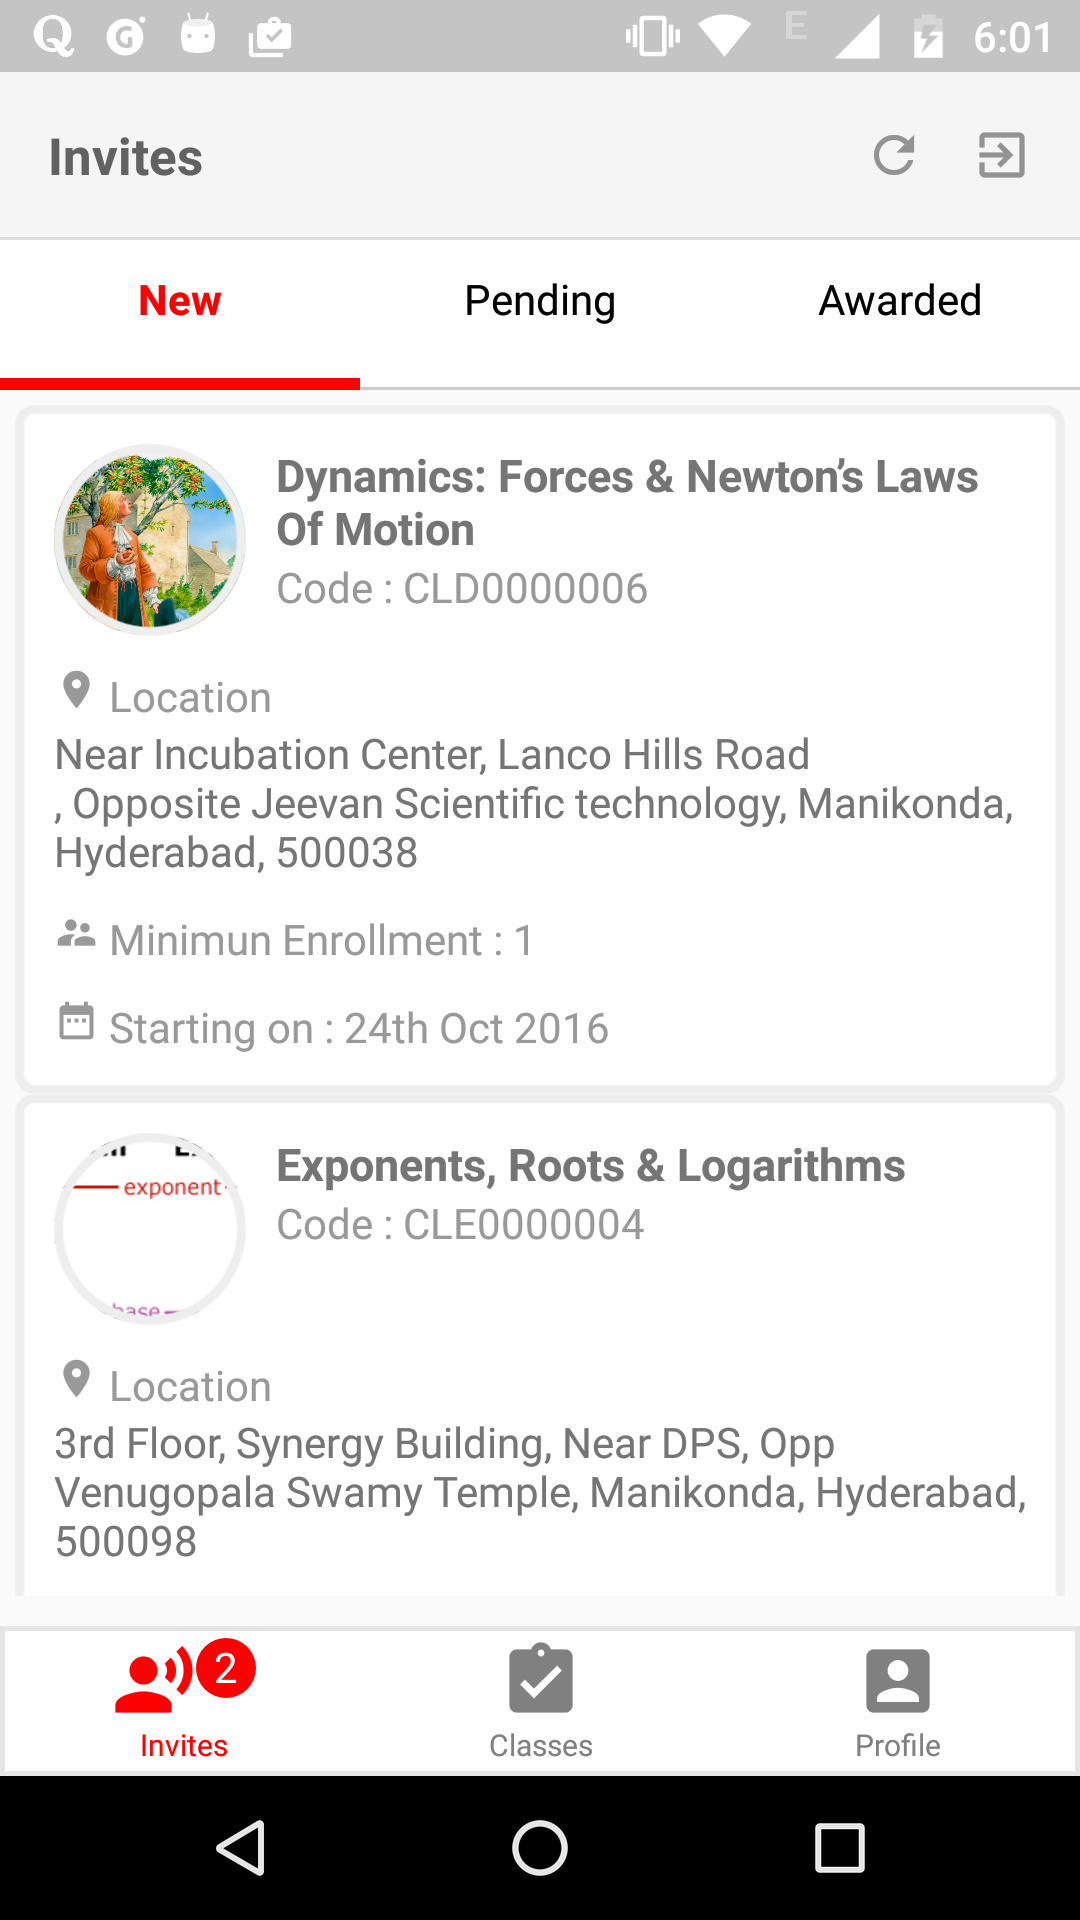 E 6:01
Invites
New Pending Awarded
Dynamics: Forces & Newton's Laws
Of Motion
Code : CLD0000006
Location
Near Incubation Center, Lanco Hills Road
, Opposite Jeevan Scientific technology, Manikonda,
Hyderabad, 500038
Minimun Enrollment : 1
Starting on : 24th Oct 2016
exponent
base
Exponents, Roots & Logarithms
Code : CLE0000004
Location
3rd Floor, Synergy Building, Near DPS, Opp
Venugopala Swamy Temple, Manikonda, Hyderabad,
500098
2
Invites Classes Profile